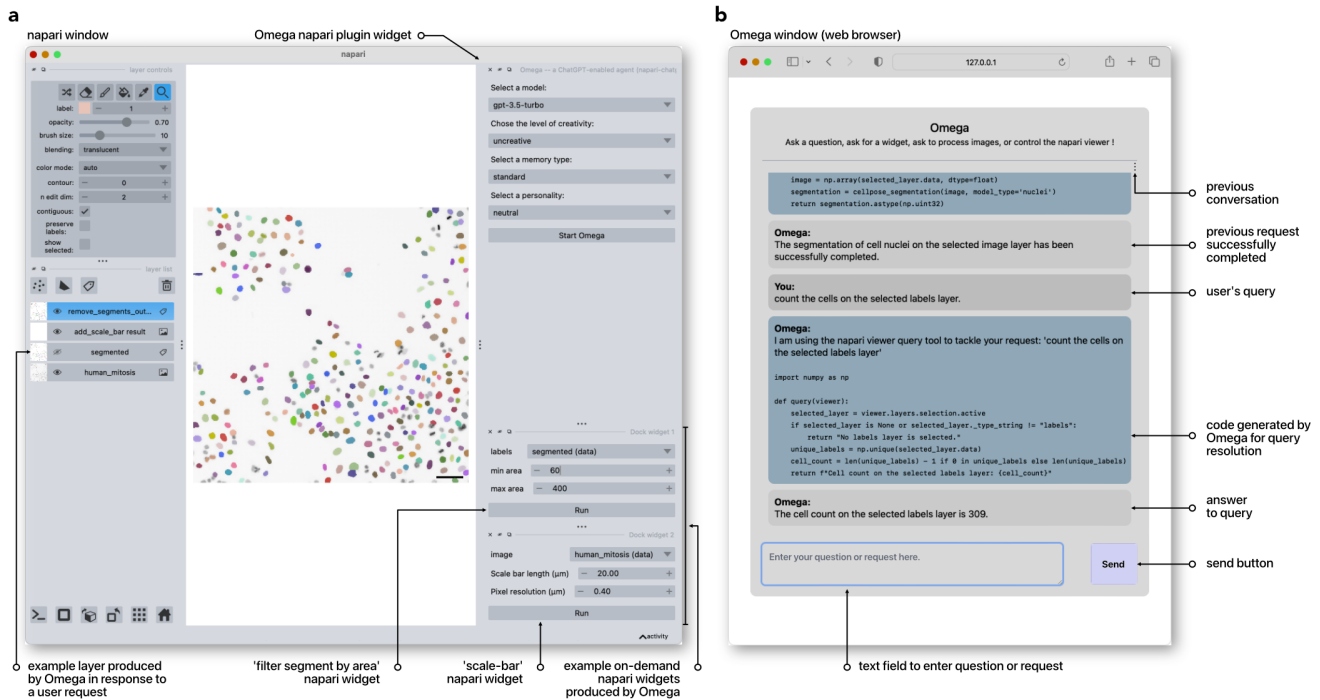 a
napari window
Omega napari plugin widget
napari
layer controls
label: 1
opacity: 0.70
brush size: 10
blending: translucent
color mode: auto
contour: 0
n edit dim: 2
contiguous:
preserve
labels:
show
selected:
layer list
remove_segments_out...
add_scale_bar result
segmented
human_mitosis
Omega -- a ChatGPT-enabled agent (napari-chatg
Select a model:
gpt-3.5-turbo
Chose the level of creativity:
uncreative
Select a memory type:
standard
Select a personality:
neutral
Start Omega
Dock widget 1
labels segmented (data)
min area − 60 +
max area − 400 +
Run
Dock widget 2
image human_mitosis (data)
Scale bar length (μm) − 20.00 +
Pixel resolution (μm) − 0.40 +
Run
activity
example layer produced
by Omega in response to
a user request
'filter segment by area'
napari widget
'scale-bar'
napari widget
example on-demand
napari widgets
produced by Omega
b
Omega window (web browser)
127.0.0.1
Omega
Ask a question, ask for a widget, ask to process images, or control the napari viewer !
image = np.array(selected_layer.data, dtype=float)
segmentation = cellpose_segmentation(image, model_type='nuclei')
return segmentation.astype(np.uint32)
Omega:
The segmentation of cell nuclei on the selected image layer has been
successfully completed.
You:
count the cells on the selected labels layer.
Omega:
I am using the napari viewer query tool to tackle your request: 'count the cells on
the selected labels layer'
import numpy as np
def query(viewer):
selected_layer = viewer.layers.selection.active
if selected_layer is None or selected_layer._type_string != "labels":
return "No labels layer is selected."
unique_labels = np.unique(selected_layer.data)
cell_count = len(unique_labels) - 1 if 0 in unique_labels else len(unique_labels)
return f"Cell count on the selected labels layer: {cell_count}"
Omega:
The cell count on the selected labels layer is 309.
Enter your question or request here.
Send
previous
conversation
previous request
successfully
completed
user's query
code generated by
Omega for query
resolution
answer
to query
send button
text field to enter question or request